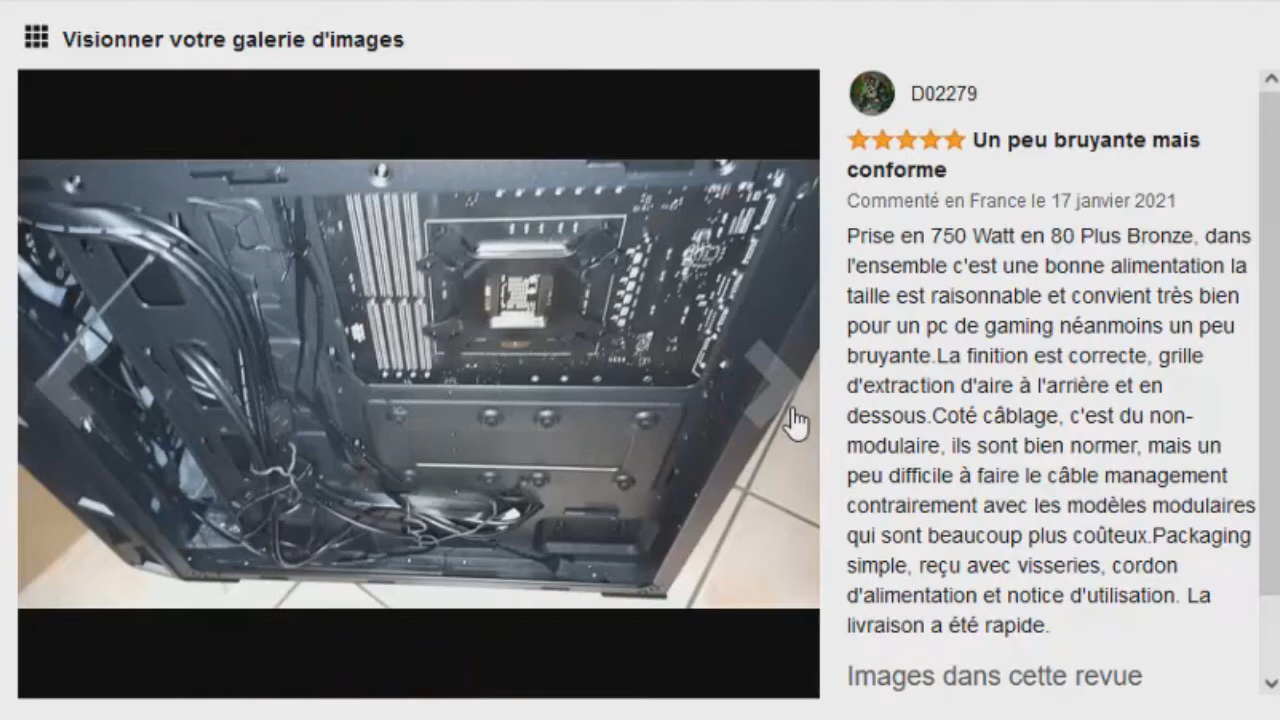 Visionner votre galerie d'images
D02279
Un peu bruyante mais
conforme
Commenté en France le 17 janvier 2021
Prise en 750 Watt en 80 Plus Bronze, dans
l'ensemble c'est une bonne alimentation la
taille est raisonnable et convient très bien
pour un pc de gaming néanmoins un peu
bruyante.La finition est correcte, grille
d'extraction d'aire à l'arrière et en
dessous.Coté câblage, c'est du non-
modulaire, ils sont bien normer, mais un
peu difficile à faire le câble management
contrairement avec les modèles modulaires
qui sont beaucoup plus coûteux.Packaging
simple, reçu avec visseries, cordon
d'alimentation et notice d'utilisation. La
livraison a été rapide.
Images dans cette revue